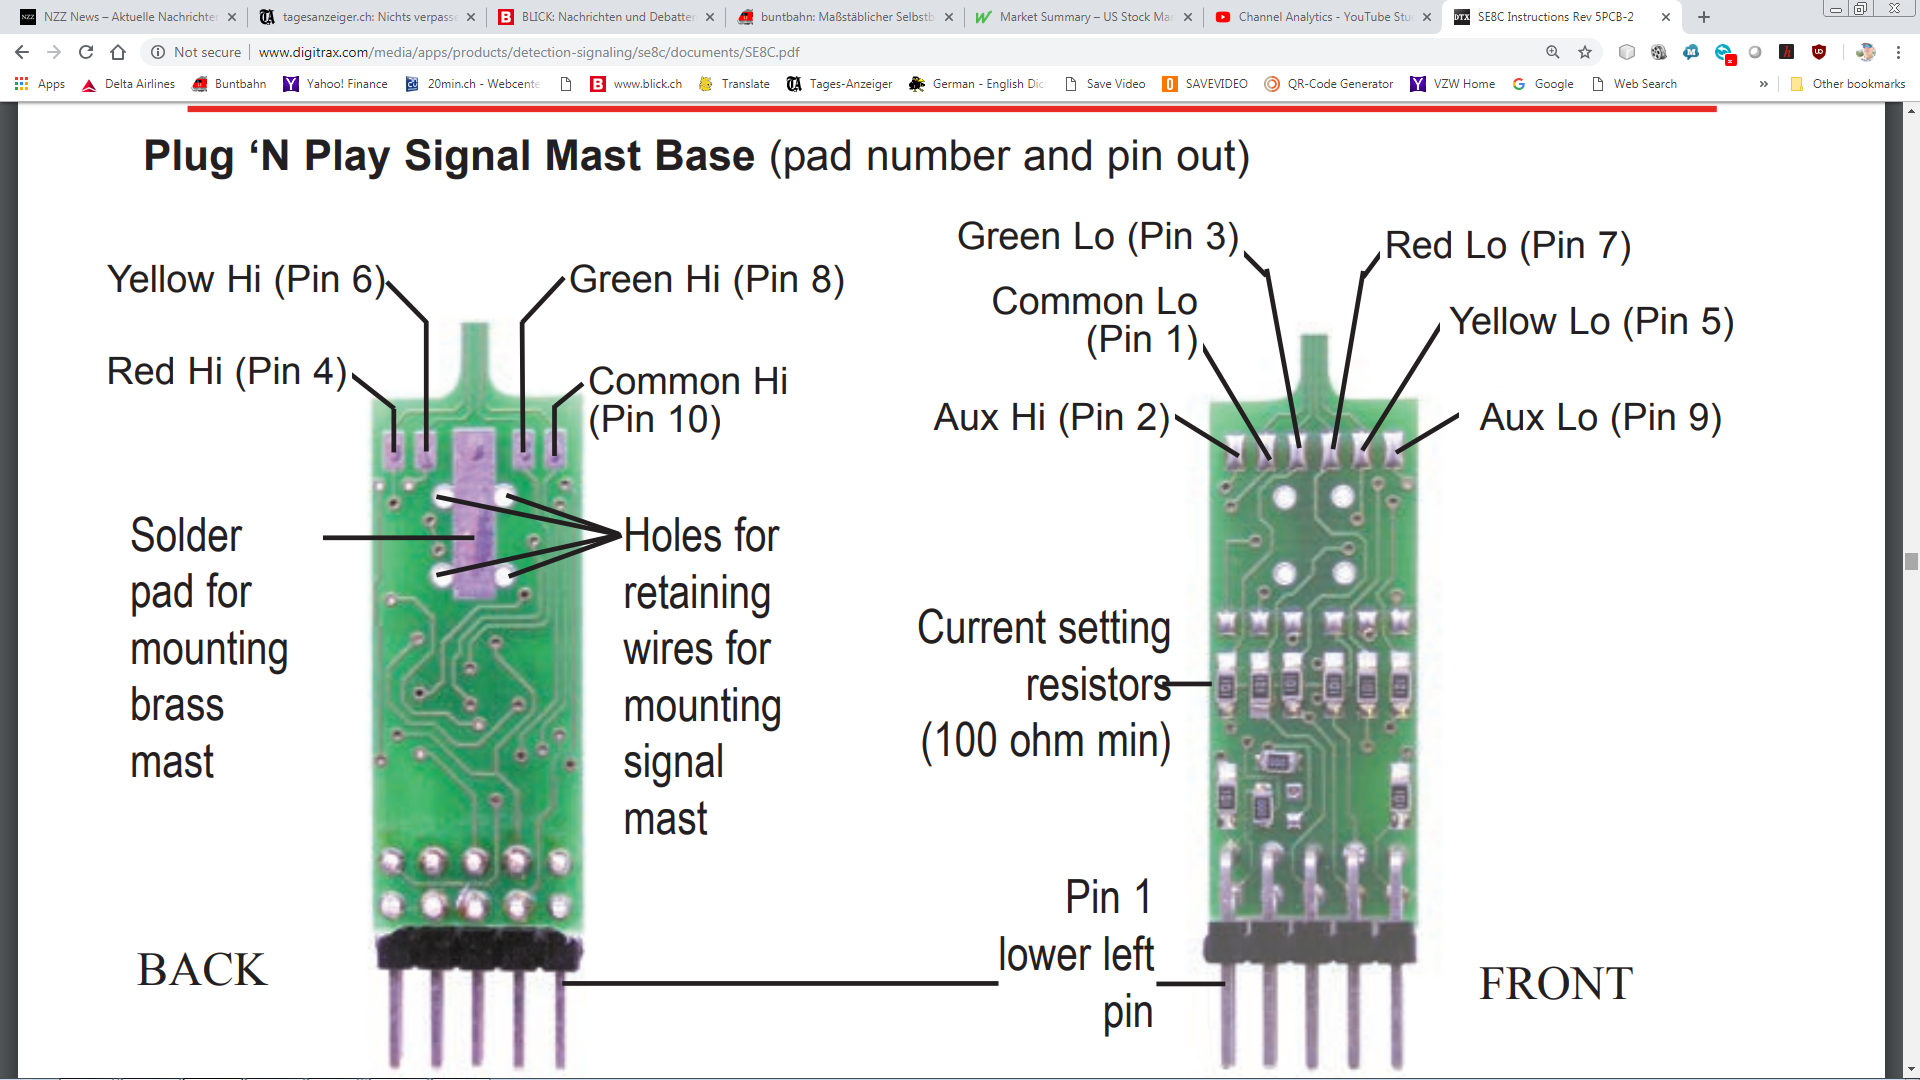 NZZ News – Aktuelle Nachrichten
tagesanzeiger.ch: Nichts verpasse
BLICK: Nachrichten und Debatten
buntbahn: Maßstäblicher Selbstb
Market Summary – US Stock Mar
Channel Analytics - YouTube Stu
SE8C Instructions Rev 5PCB-2
Not secure
www.digitrax.com/media/apps/products/detection-signaling/se8c/documents/SE8C.pdf
Apps
Delta Airlines
Buntbahn
Yahoo! Finance
20min.ch - Webcente
www.blick.ch
Translate
Tages-Anzeiger
German - English Dic
Save Video
SAVEVIDEO
QR-Code Generator
VZW Home
Google
Web Search
»
Other bookmarks
Plug ‘N Play Signal Mast Base (pad number and pin out)
Yellow Hi (Pin 6)
Green Hi (Pin 8)
Red Hi (Pin 4)
Common Hi
(Pin 10)
Solder
pad for
mounting
brass
mast
Holes for
retaining
wires for
mounting
signal
mast
BACK
Green Lo (Pin 3)
Red Lo (Pin 7)
Common Lo
(Pin 1)
Yellow Lo (Pin 5)
Aux Hi (Pin 2)
Aux Lo (Pin 9)
Current setting
resistors
(100 ohm min)
Pin 1
lower left
pin
FRONT